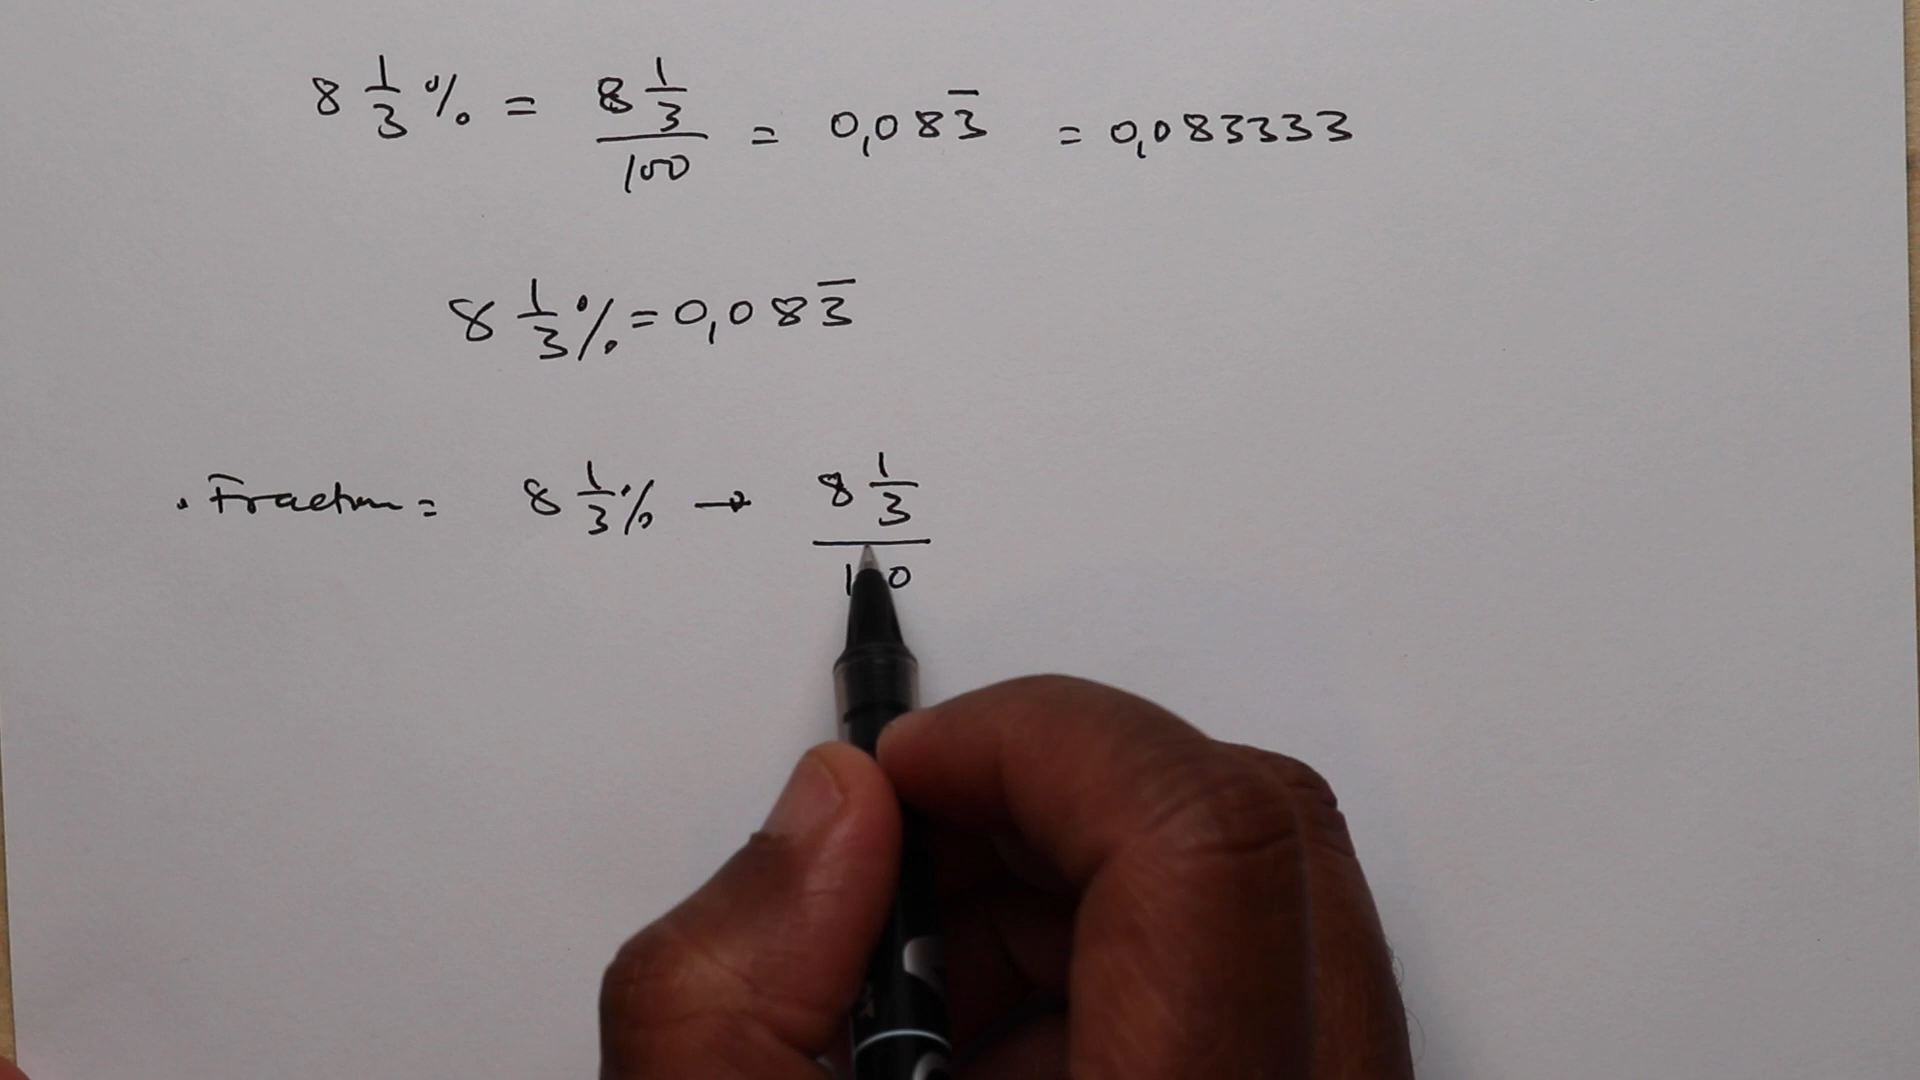 8 1/3 % = 8 1/3 / 100 = 0,083̅ = 0,083333
8 1/3 % = 0,083̅
. Fraction = 8 1/3 % → 8 1/3 / 100